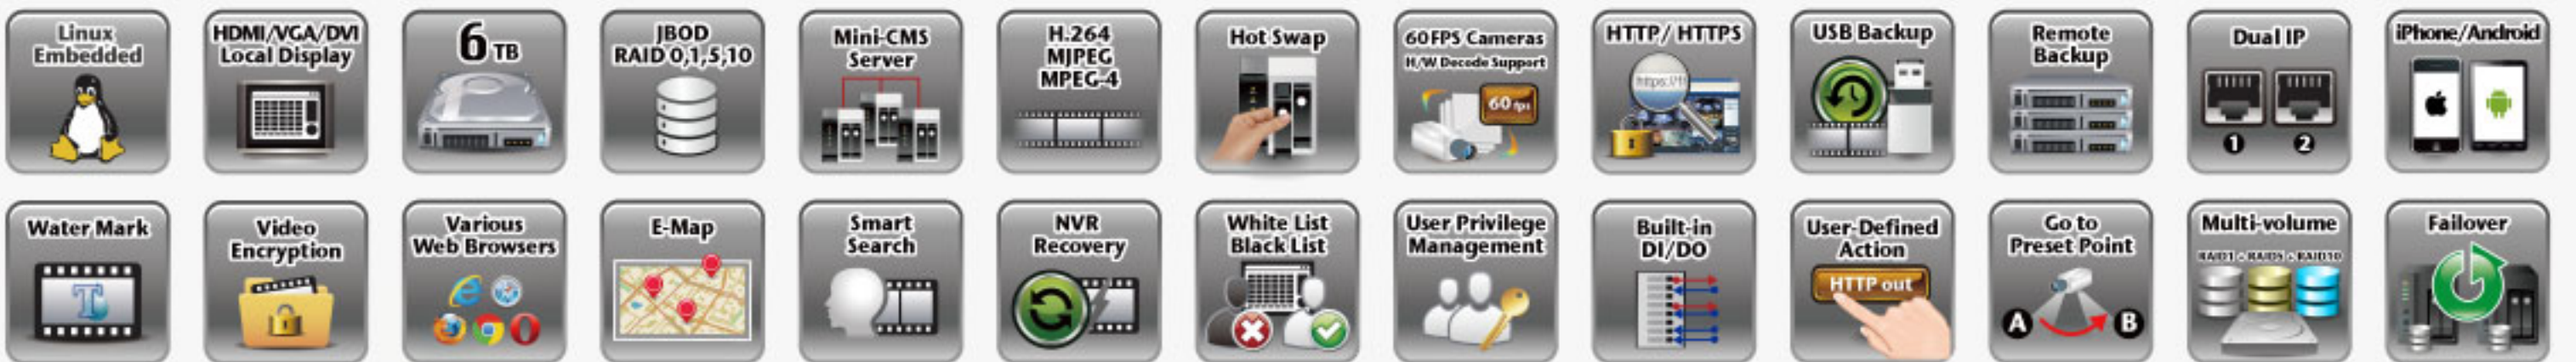 Linux
Embedded
HDMI/VGA/DVI
Local Display
6 TB
JBOD
RAID 0,1,5,10
Mini-CMS
Server
H.264
MJPEG
MPEG-4
Hot Swap
60FPS Cameras
H/W Decode Support
60 fps
HTTP/ HTTPS
https://
USB Backup
Remote
Backup
Dual IP
1 2
iPhone/Android
Water Mark
T
Video
Encryption
Various
Web Browsers
E-Map
Smart
Search
NVR
Recovery
White List
Black List
User Privilege
Management
Built-in
DI/DO
User-Defined
Action
HTTP out
Go to
Preset Point
A B
Multi-volume
RAID1 + RAID5 + RAID10
Failover